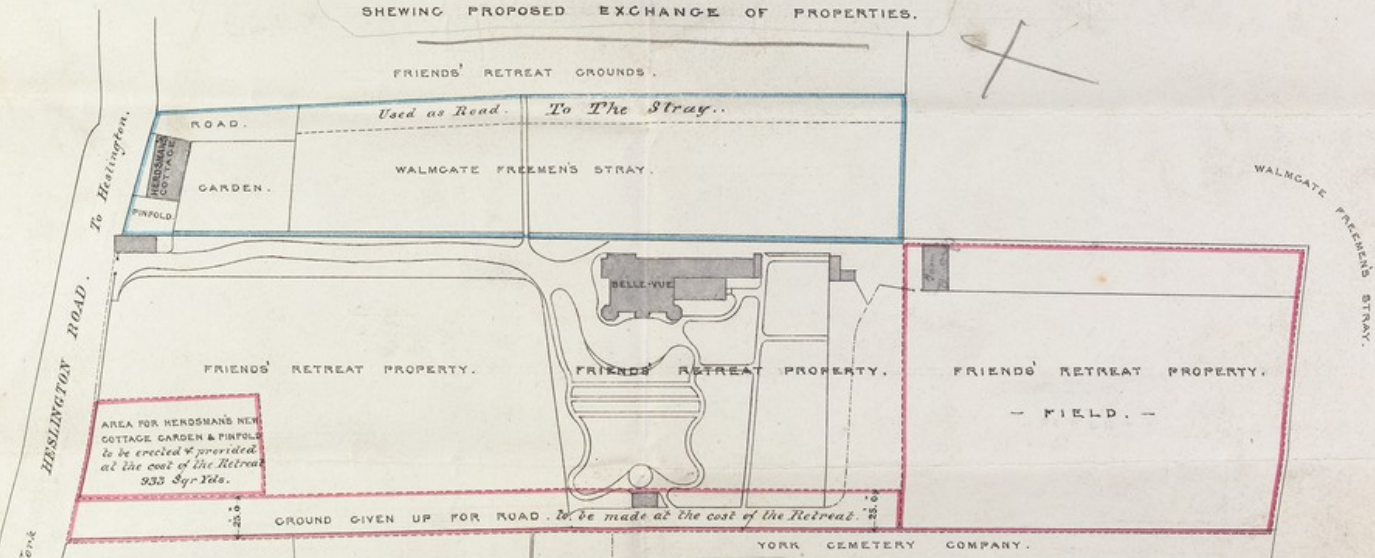 SHEWING PROPOSED EXCHANGE OF PROPERTIES.
FRIENDS' RETREAT GROUNDS.
Used as Road. To The Stray..
ROAD.
HERDSMAN'S
COTTAGE
GARDEN.
PINFOLD.
WALMGATE FREEMEN'S STRAY.
To Heslington.
HESLINGTON ROAD.
WALMGATE FREEMEN'S STRAY.
BELLE-VUE
FRIENDS' RETREAT PROPERTY.
FRIENDS' RETREAT PROPERTY.
FRIENDS' RETREAT PROPERTY.
- FIELD. -
AREA FOR HERDSMAN'S NEW
COTTAGE GARDEN & PINFOLD
to be erected & provided
at the cost of the Retreat
933 Sqr Yds.
25.0
GROUND GIVEN UP FOR ROAD. to be made at the cost of the Retreat.
25.0
York
YORK CEMETERY COMPANY.